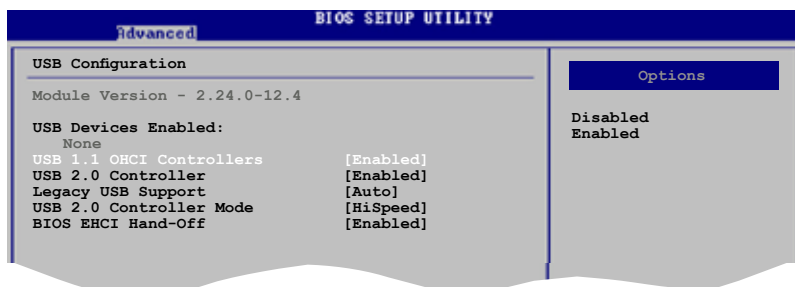 BIOS SETUP UTILITY
Advanced
USB Configuration
Module Version - 2.24.0-12.4
USB Devices Enabled:
None
USB 1.1 OHCI Controllers [Enabled]
USB 2.0 Controller [Enabled]
Legacy USB Support [Auto]
USB 2.0 Controller Mode [HiSpeed]
BIOS EHCI Hand-Off [Enabled]
Options
Disabled
Enabled